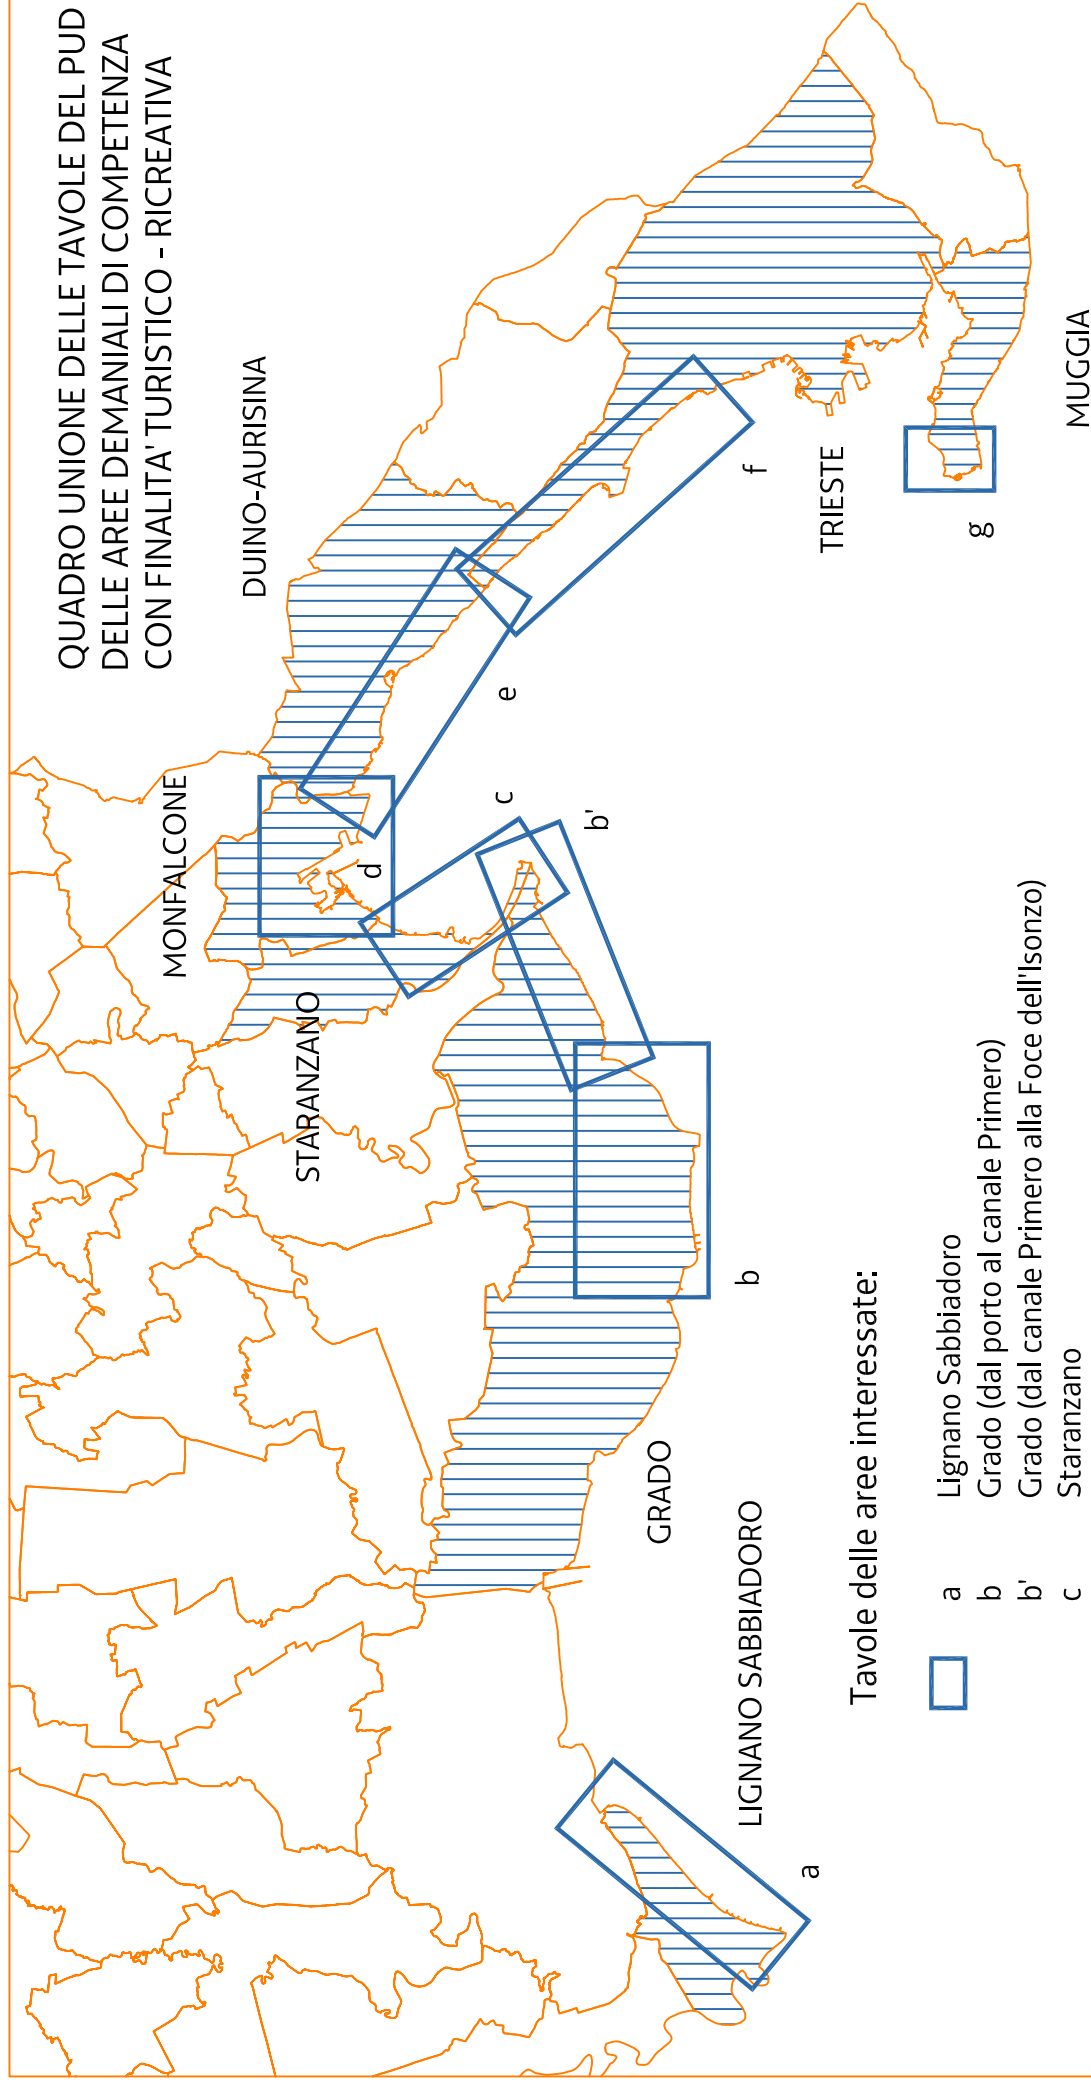 QUADRO UNIONE DELLE TAVOLE DEL PUD
DELLE AREE DEMANIALI DI COMPETENZA
CON FINALITA' TURISTICO - RICREATIVA
DUINO-AURISINA
MONFALCONE
STARANZANO
d
c
e
b'
f
TRIESTE
g
MUGGIA
b
GRADO
LIGNANO SABBIADORO
a
Tavole delle aree interessate:
a Lignano Sabbiadoro
b Grado (dal porto al canale Primero)
b' Grado (dal canale Primero alla Foce dell'Isonzo)
c Staranzano